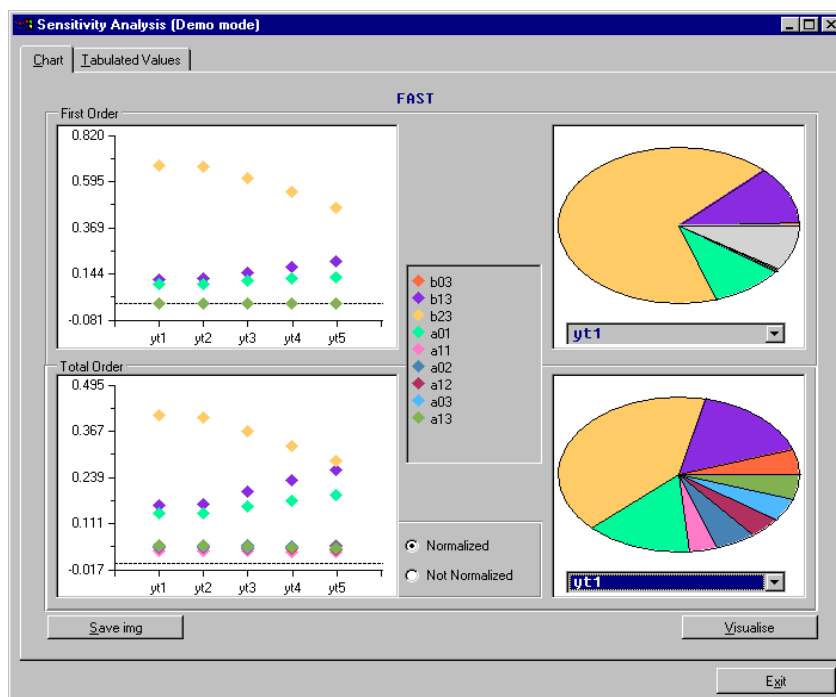 Sensitivity Analysis (Demo mode)
Chart
Tabulated Values
FAST
First Order
0.820
0.595
0.369
0.144
-0.081
yt1 yt2 yt3 yt4 yt5
yt1
b03
b13
b23
a01
a11
a02
a12
a03
a13
Total Order
0.495
0.367
0.239
0.111
-0.017
yt1 yt2 yt3 yt4 yt5
Normalized
Not Normalized
yt1
Save img
Visualise
Exit